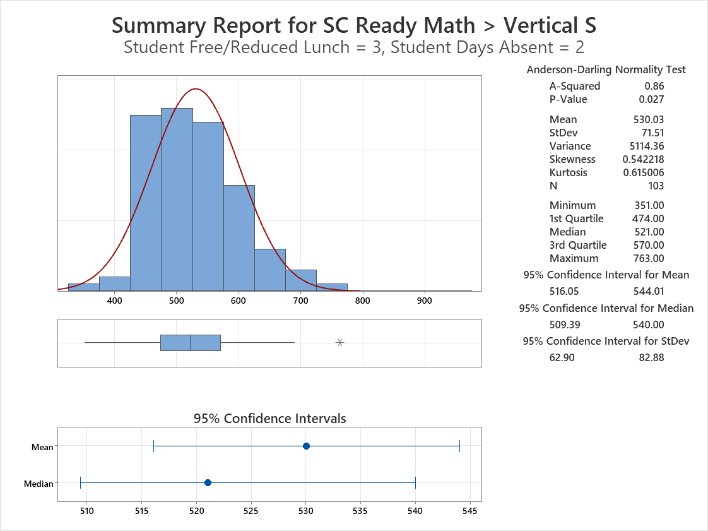 Summary Report for SC Ready Math > Vertical S
Student Free/Reduced Lunch = 3, Student Days Absent = 2
Anderson-Darling Normality Test
A-Squared 0.86
P-Value 0.027
Mean 530.03
StDev 71.51
Variance 5114.36
Skewness 0.542218
Kurtosis 0.615006
N 103
Minimum 351.00
1st Quartile 474.00
Median 521.00
3rd Quartile 570.00
Maximum 763.00
95% Confidence Interval for Mean
516.05 544.01
95% Confidence Interval for Median
509.39 540.00
95% Confidence Interval for StDev
62.90 82.88
400 500 600 700 800 900
95% Confidence Intervals
Mean
Median
510 515 520 525 530 535 540 545